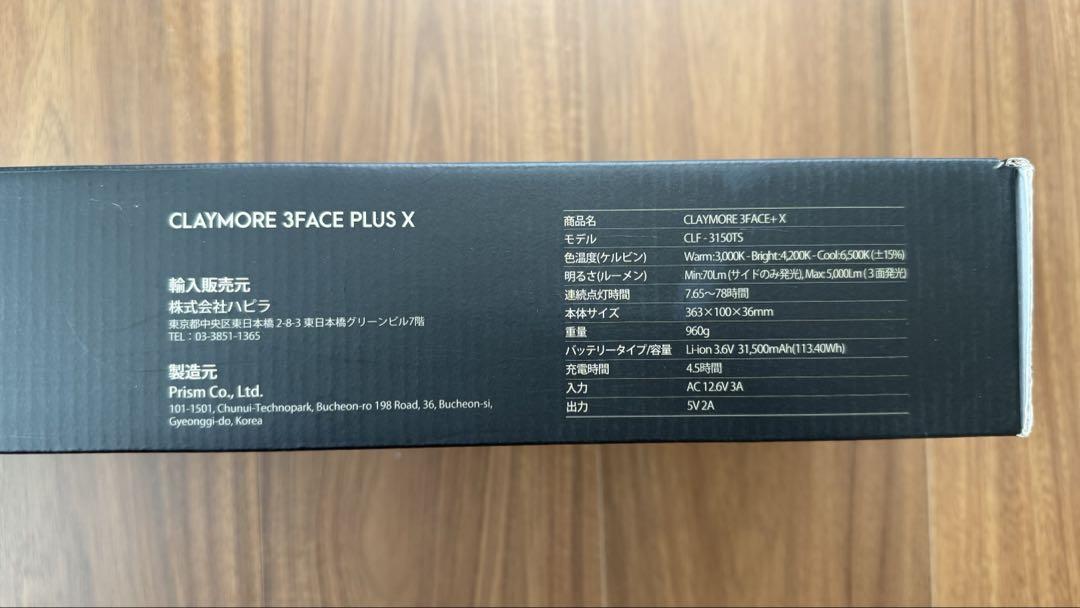 CLAYMORE 3FACE PLUS X
輸入販売元
株式会社ハピラ
東京都中央区東日本橋 2-8-3 東日本橋グリーンビル7階
TEL：03-3851-1365
製造元
Prism Co., Ltd.
101-1501, Chunui-Technopark, Bucheon-ro 198 Road, 36, Bucheon-si,
Gyeonggi-do, Korea
商品名 CLAYMORE 3FACE+ X
モデル CLF - 3150TS
色温度(ケルビン) Warm:3,000K - Bright:4,200K - Cool:6,500K (±15%)
明るさ(ルーメン) Min:70Lm (サイドのみ発光), Max: 5,000Lm (３面発光)
連続点灯時間 7.65～78時間
本体サイズ 363×100×36mm
重量 960g
バッテリータイプ/容量 Li-ion 3.6V 31,500mAh(113.40Wh)
充電時間 4.5時間
入力 AC 12.6V 3A
出力 5V 2A